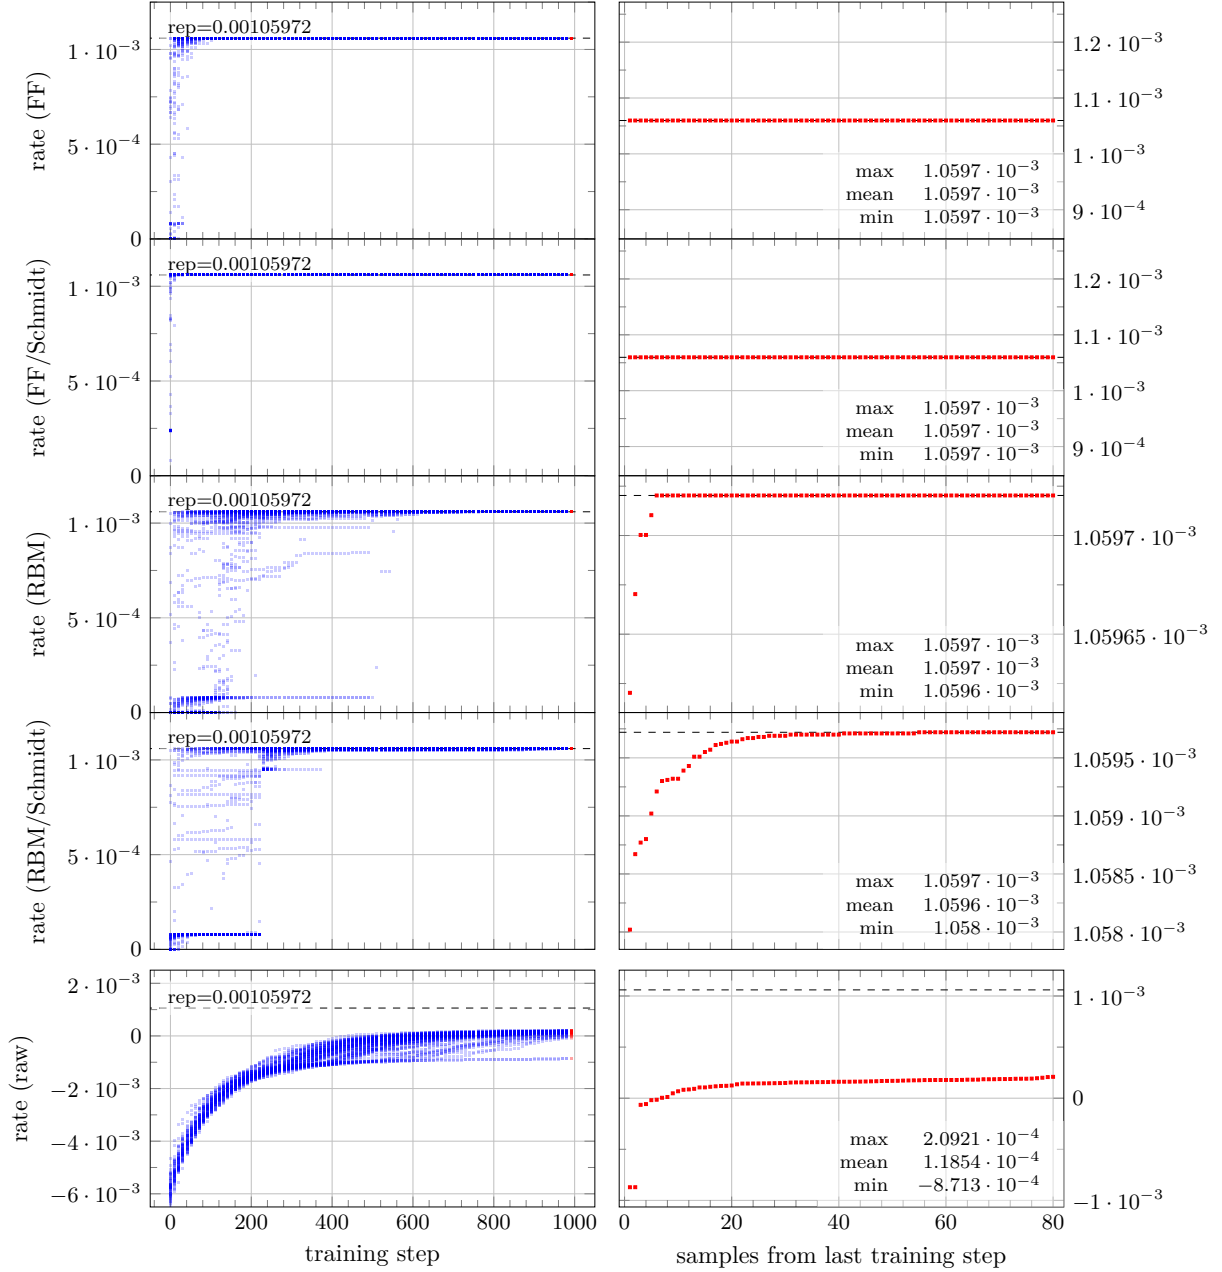 rep=0.00105972
1 · 10⁻³
5 · 10⁻⁴
0
rate (FF)
1.2 · 10⁻³
1.1 · 10⁻³
1 · 10⁻³
9 · 10⁻⁴
max 1.0597 · 10⁻³
mean 1.0597 · 10⁻³
min 1.0597 · 10⁻³
rep=0.00105972
1 · 10⁻³
5 · 10⁻⁴
0
rate (FF/Schmidt)
1.2 · 10⁻³
1.1 · 10⁻³
1 · 10⁻³
9 · 10⁻⁴
max 1.0597 · 10⁻³
mean 1.0597 · 10⁻³
min 1.0597 · 10⁻³
rep=0.00105972
1 · 10⁻³
5 · 10⁻⁴
0
rate (RBM)
1.0597 · 10⁻³
1.05965 · 10⁻³
max 1.0597 · 10⁻³
mean 1.0597 · 10⁻³
min 1.0596 · 10⁻³
rep=0.00105972
1 · 10⁻³
5 · 10⁻⁴
0
rate (RBM/Schmidt)
1.0595 · 10⁻³
1.059 · 10⁻³
1.0585 · 10⁻³
1.058 · 10⁻³
max 1.0597 · 10⁻³
mean 1.0596 · 10⁻³
min 1.058 · 10⁻³
rep=0.00105972
2 · 10⁻³
0
−2 · 10⁻³
−4 · 10⁻³
−6 · 10⁻³
rate (raw)
0 200 400 600 800 1000
training step
1 · 10⁻³
0
−1 · 10⁻³
max 2.0921 · 10⁻⁴
mean 1.1854 · 10⁻⁴
min −8.713 · 10⁻⁴
0 20 40 60 80
samples from last training step